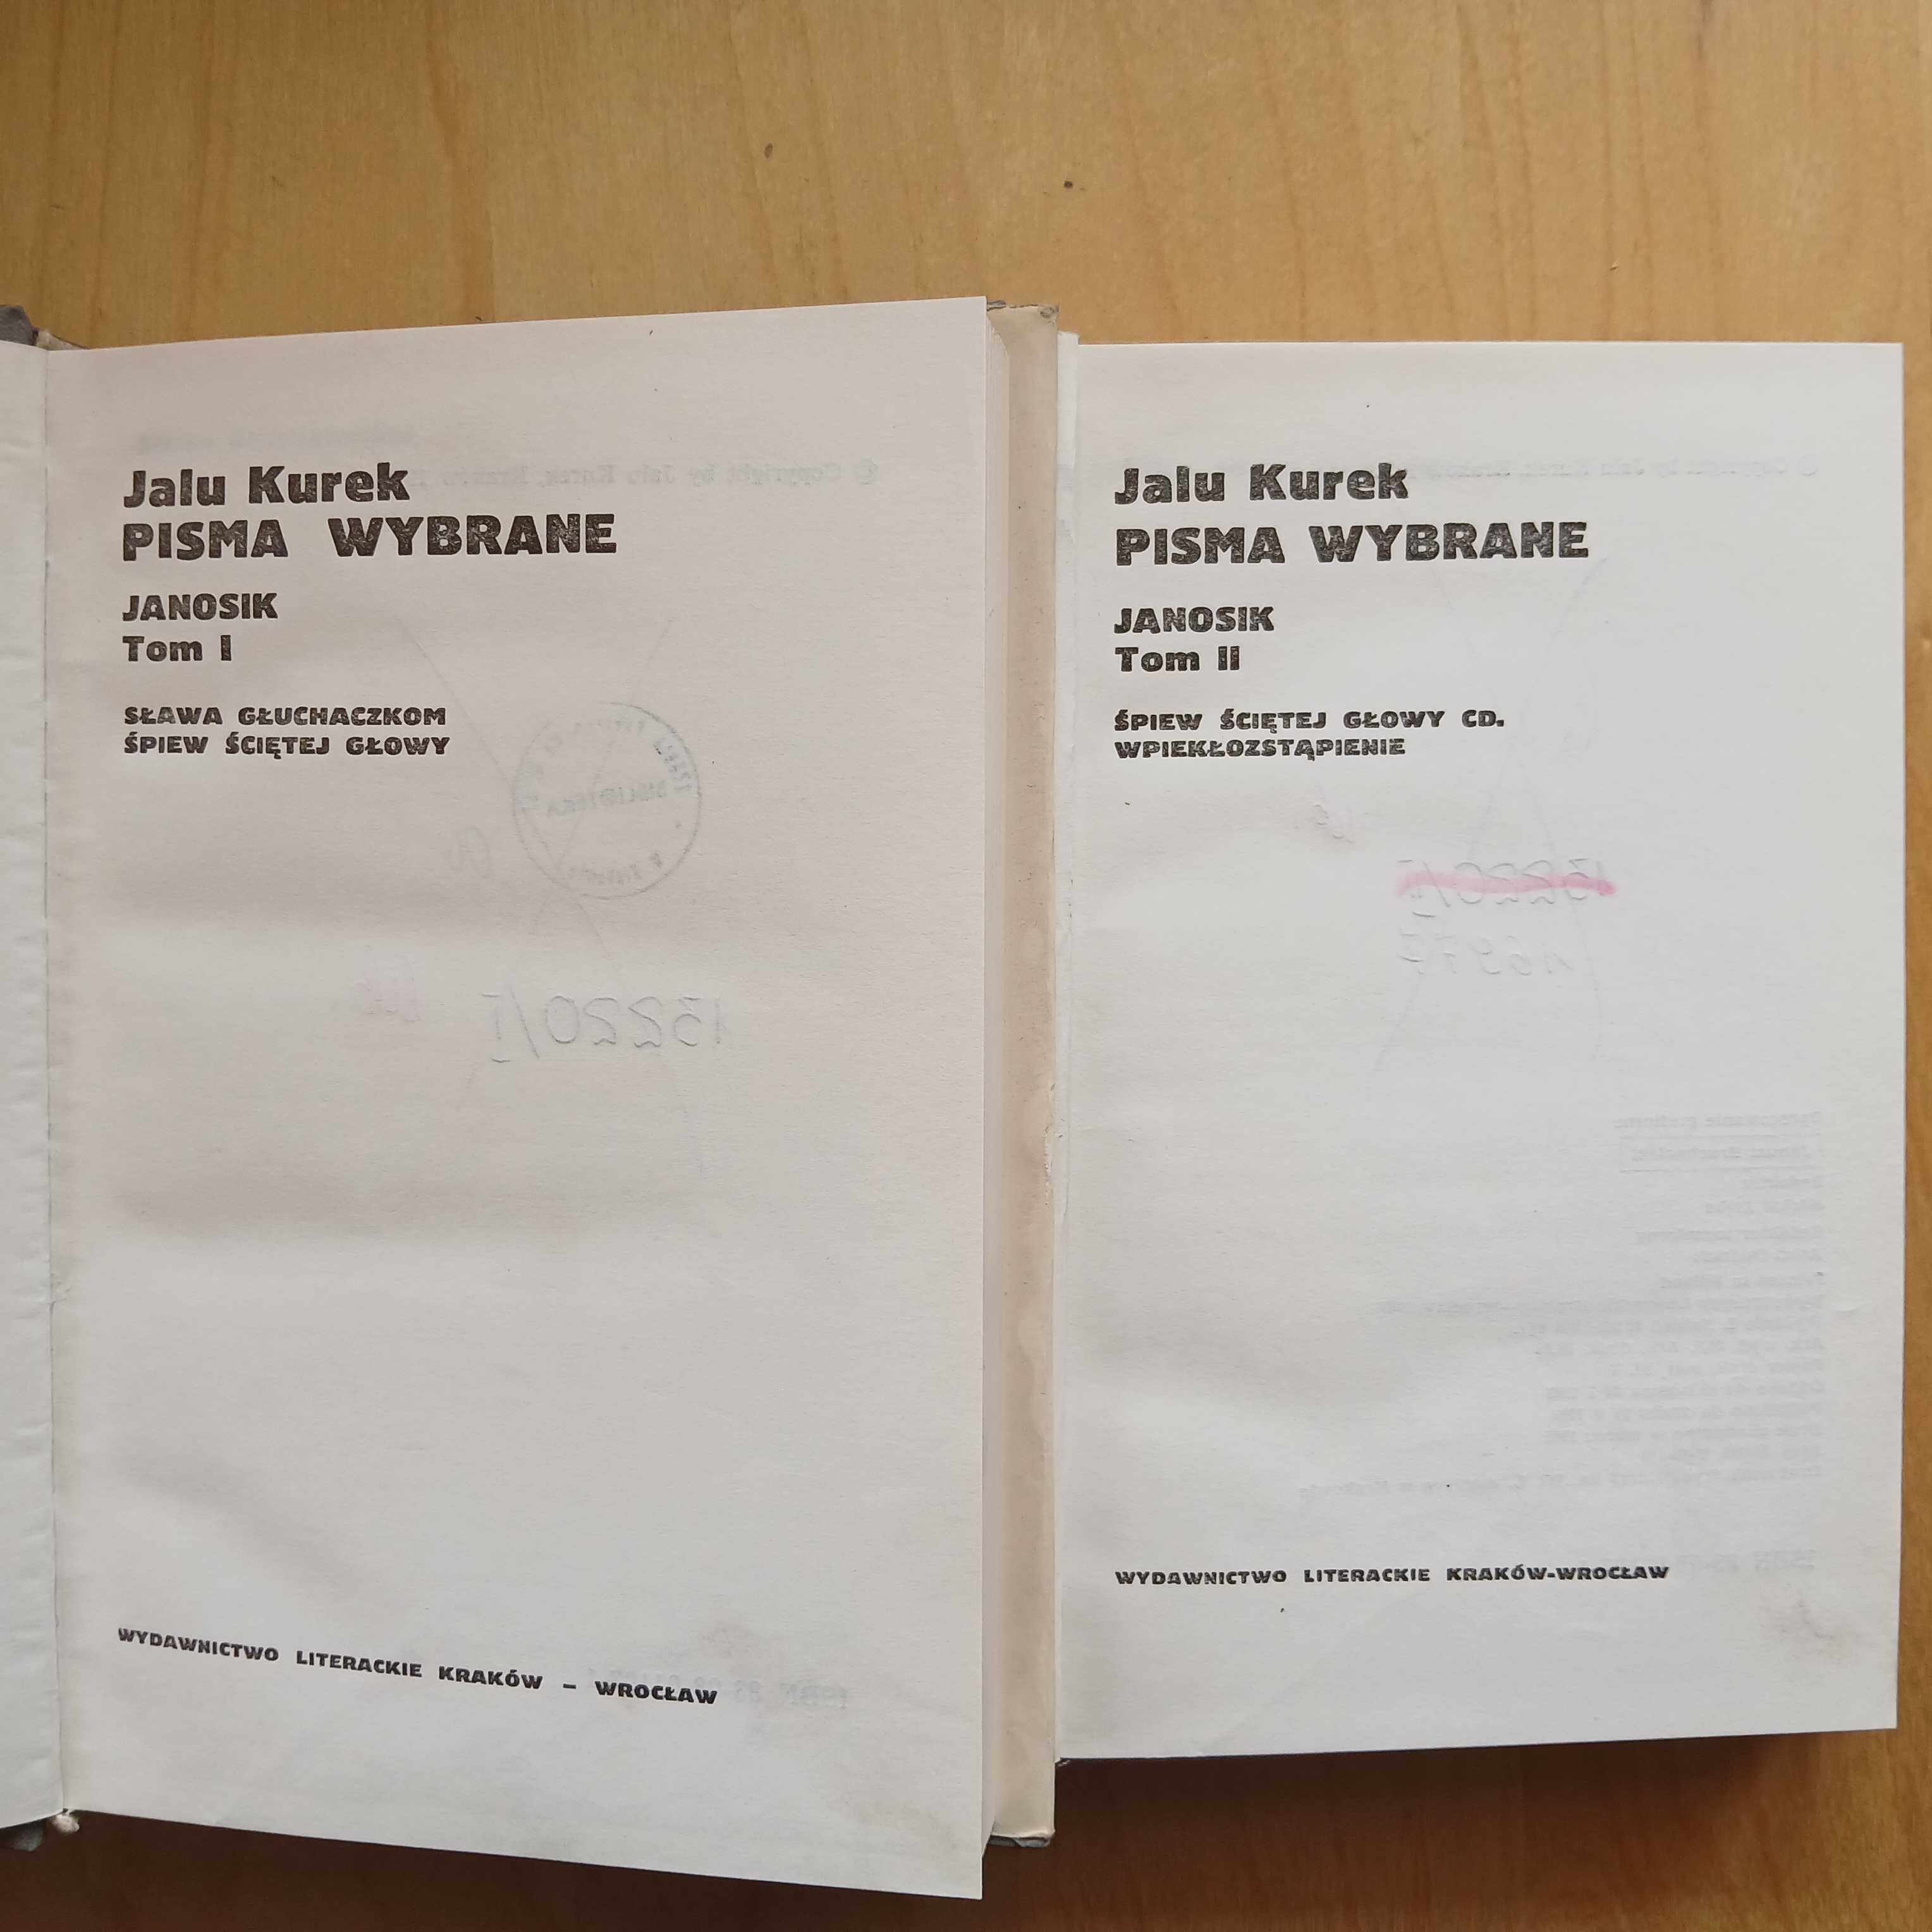 Jalu Kurek
PISMA WYBRANE
JANOSIK
Tom I
SŁAWA GŁUCHACZKOM
ŚPIEW ŚCIĘTEJ GŁOWY
13220/I
WYDAWNICTWO LITERACKIE KRAKÓW – WROCŁAW
Jalu Kurek
PISMA WYBRANE
JANOSIK
Tom II
ŚPIEW ŚCIĘTEJ GŁOWY CD.
WPIEKŁOZSTĄPIENIE
WYDAWNICTWO LITERACKIE KRAKÓW-WROCŁAW